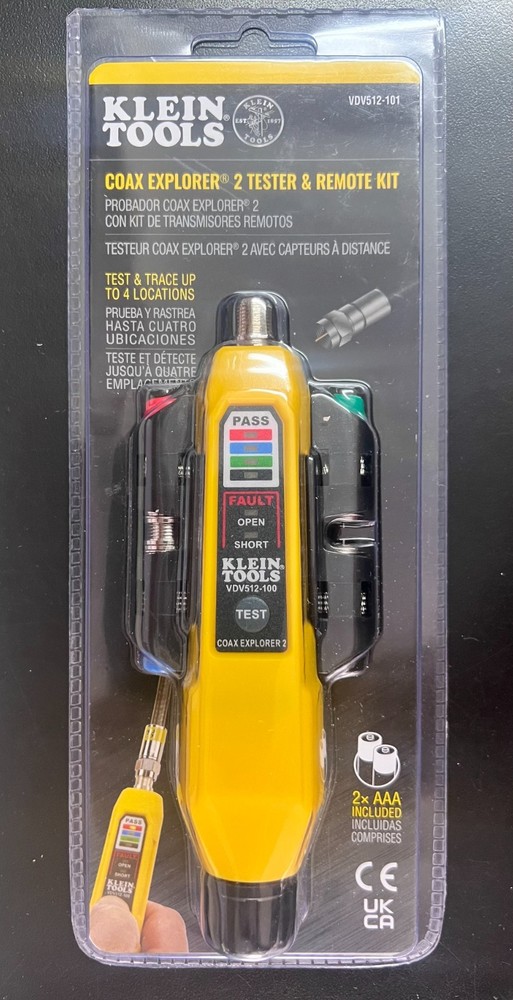 VDV512-101
KLEIN
TOOLS®
KLEIN
EST. 1857
TOOLS
COAX EXPLORER® 2 TESTER & REMOTE KIT
PROBADOR COAX EXPLORER® 2
CON KIT DE TRANSMISORES REMOTOS
TESTEUR COAX EXPLORER® 2 AVEC CAPTEURS À DISTANCE
TEST & TRACE UP
TO 4 LOCATIONS
PRUEBA Y RASTREA
HASTA CUATRO
UBICACIONES
TESTE ET DÉTECTE
JUSQU'À QUATRE
EMPLACEMENTS
PASS
FAULT
OPEN
SHORT
KLEIN
TOOLS®
VDV512-100
TEST
COAX EXPLORER 2
PASS
FAULT
OPEN
SHORT
KLEIN
TOOLS
2× AAA
INCLUDED
INCLUIDAS
COMPRISES
CE
UK
CA